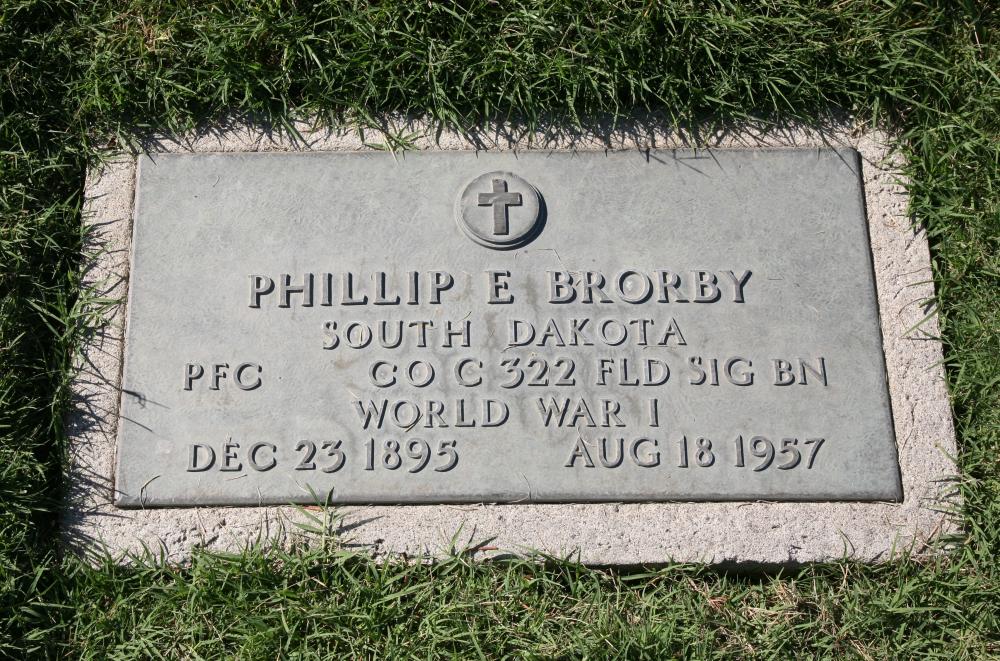 PHILLIP E BRORBY
SOUTH DAKOTA
PFC CO C 322 FLD SIG BN
WORLD WAR I
DEC 23 1895 AUG 18 1957